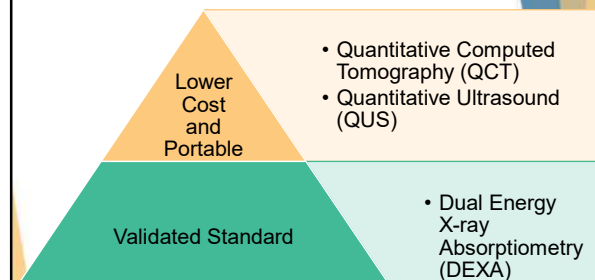 Lower
Cost
and
Portable
• Quantitative Computed
Tomography (QCT)
• Quantitative Ultrasound
(QUS)
Validated Standard
• Dual Energy
X-ray
Absorptiometry
(DEXA)